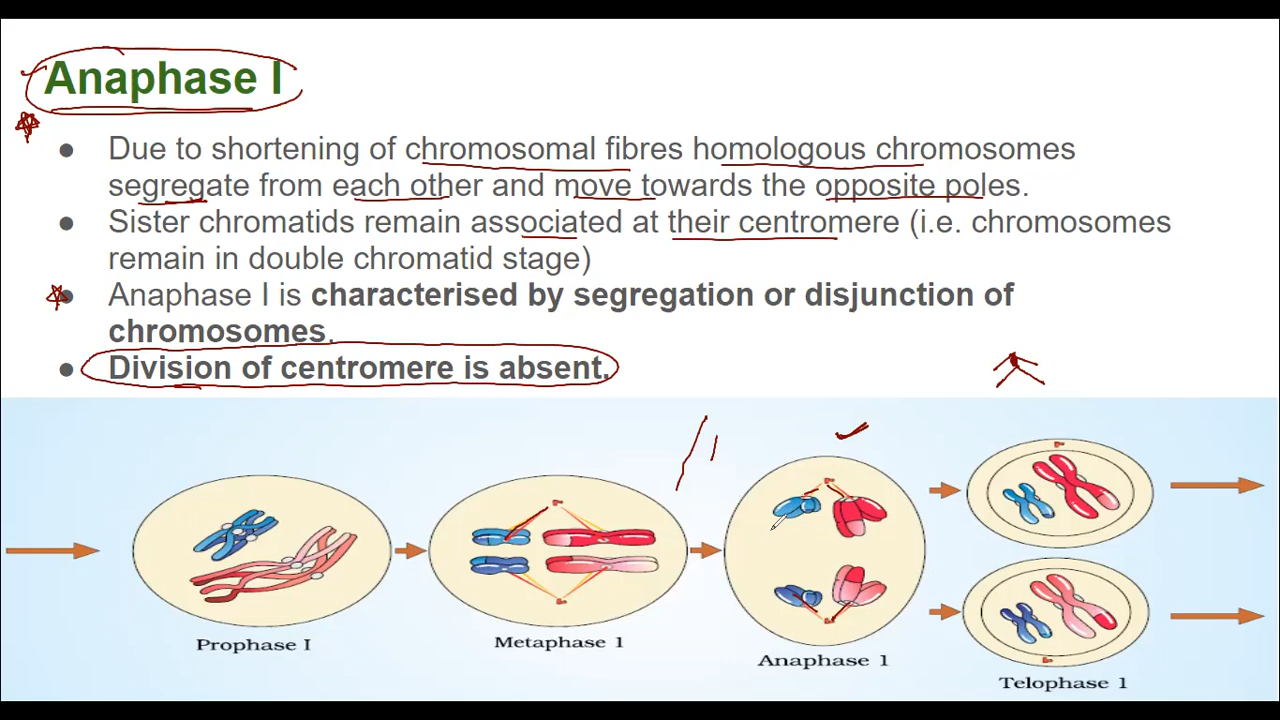 Anaphase I
● Due to shortening of chromosomal fibres homologous chromosomes
segregate from each other and move towards the opposite poles.
● Sister chromatids remain associated at their centromere (i.e. chromosomes
remain in double chromatid stage)
● Anaphase I is characterised by segregation or disjunction of
chromosomes.
● Division of centromere is absent.
Prophase I
Metaphase 1
Anaphase 1
Telophase 1